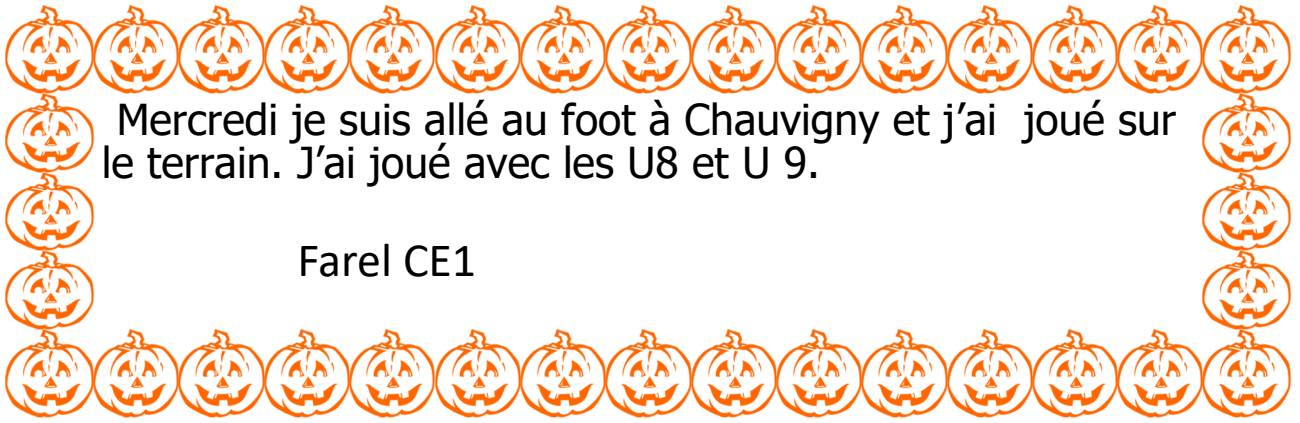 Mercredi je suis allé au foot à Chauvigny et j’ai  joué sur
le terrain. J’ai joué avec les U8 et U 9.
Farel CE1